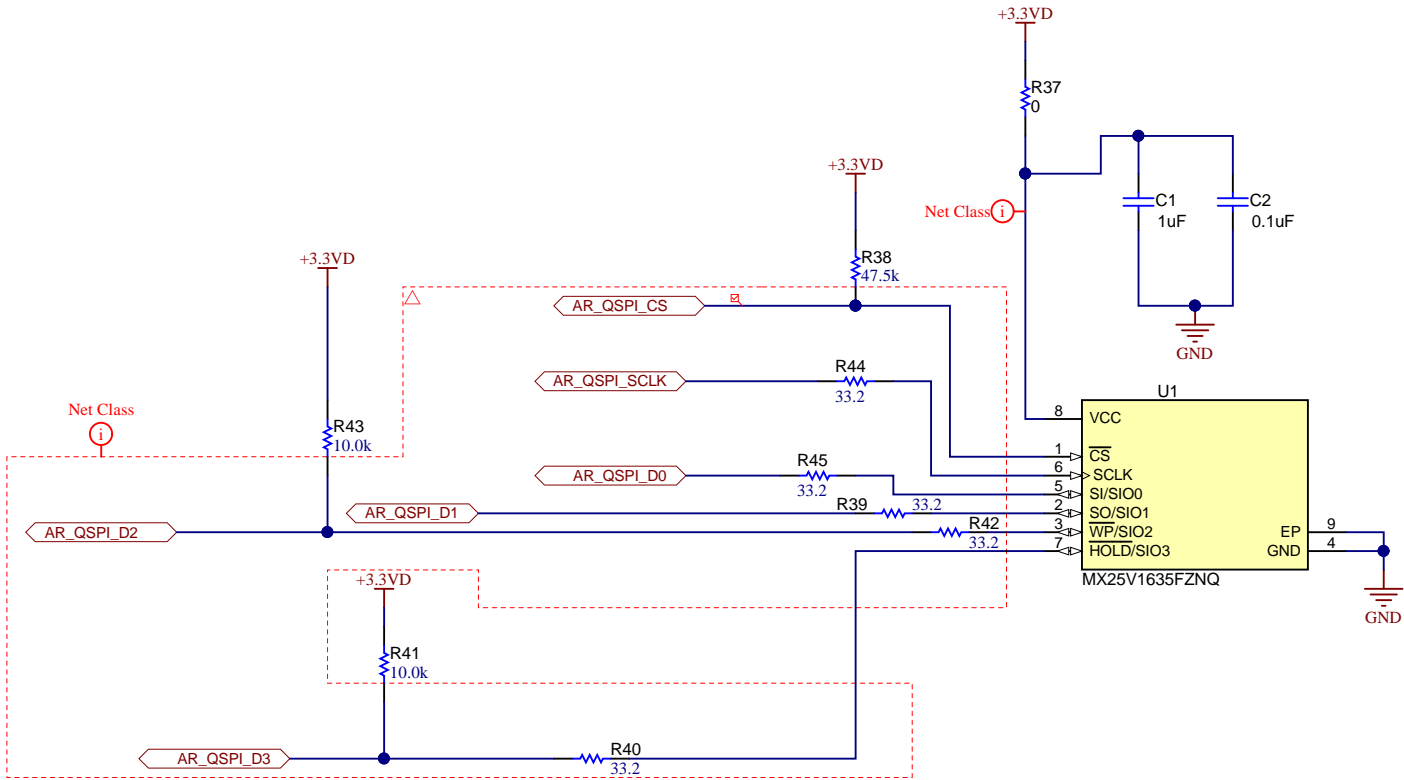 +3.3VD
R37
0
+3.3VD
C1
1uF
C2
0.1uF
Net Class
i
R38
47.5k
+3.3VD
AR_QSPI_CS
GND
R44
AR_QSPI_SCLK
33.2
U1
Net Class
i
R43
10.0k
8
VCC
1
CS
6
SCLK
5
SI/SIO0
2
SO/SIO1
3
WP/SIO2
7
HOLD/SIO3
EP
9
GND
4
MX25V1635FZNQ
GND
R45
AR_QSPI_D0
33.2
R39
33.2
AR_QSPI_D1
R42
33.2
AR_QSPI_D2
+3.3VD
R41
10.0k
R40
AR_QSPI_D3
33.2